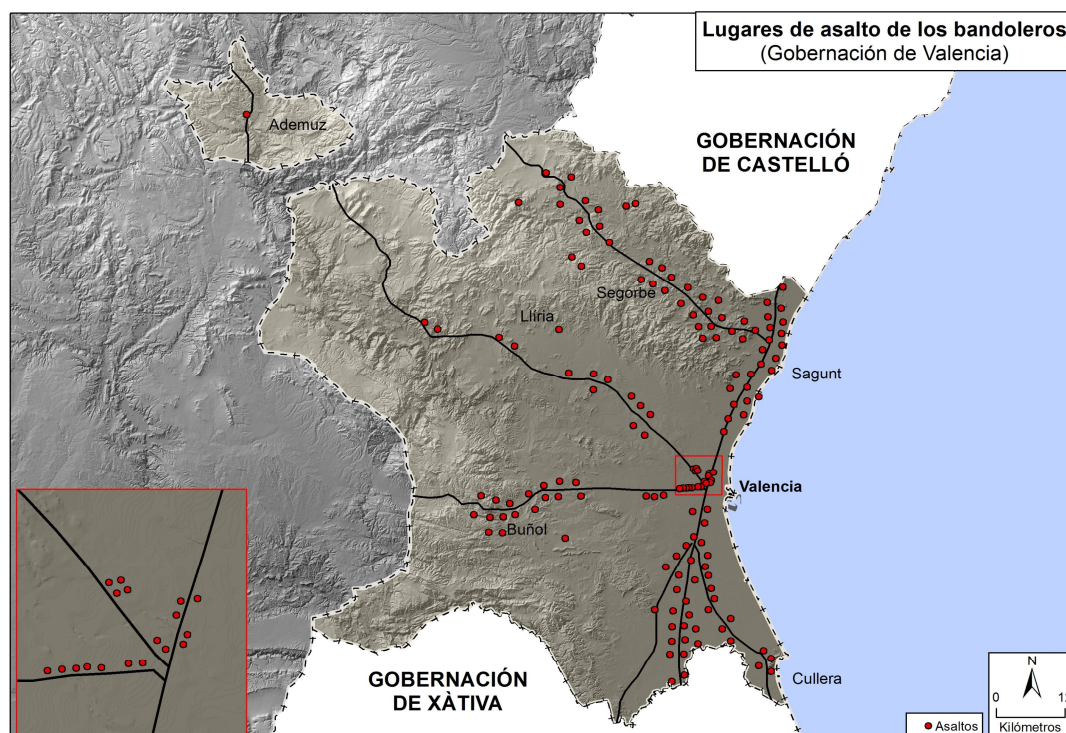 Lugares de asalto de los bandoleros
(Gobernación de Valencia)
Ademuz
GOBERNACIÓN
DE CASTELLÓ
Segorbe
Llíria
Sagunt
Valencia
Buñol
GOBERNACIÓN
DE XÀTIVA
Cullera
N
0 12
Kilómetros
Asaltos